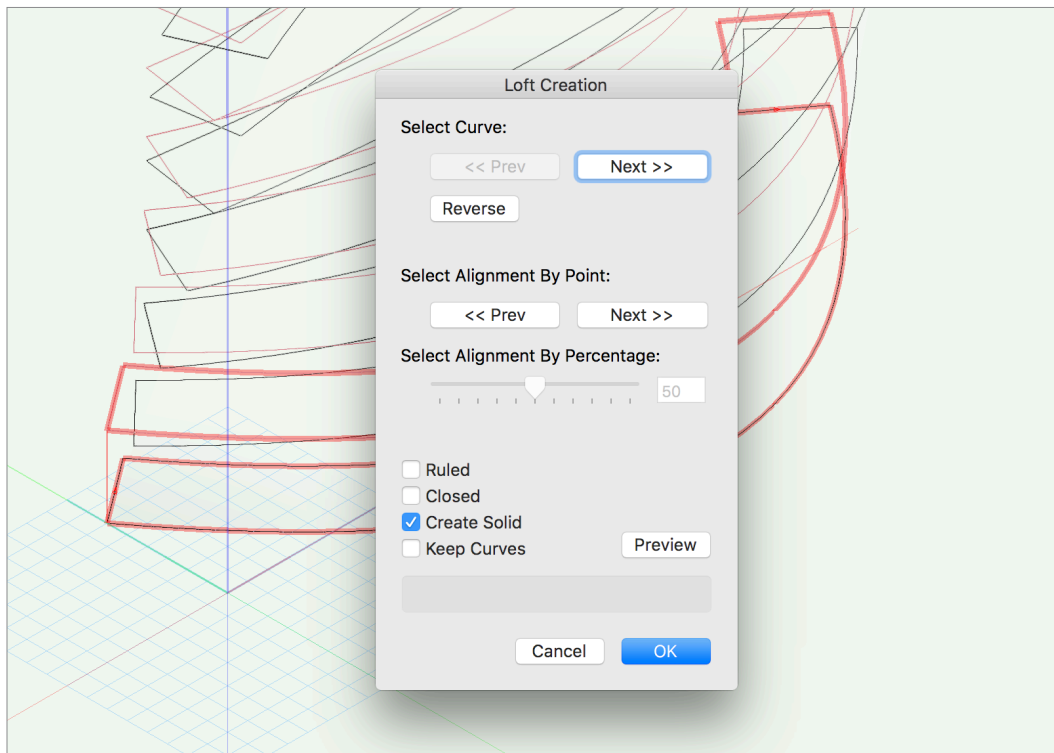 Loft Creation
Select Curve:
<< Prev
Next >>
Reverse
Select Alignment By Point:
<< Prev
Next >>
Select Alignment By Percentage:
50
Ruled
Closed
Create Solid
Keep Curves
Preview
Cancel
OK